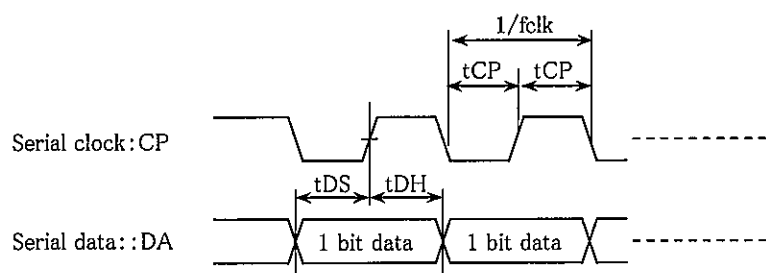 1/fclk
tCP tCP
Serial clock:CP
tDS tDH
Serial data::DA
1 bit data 1 bit data